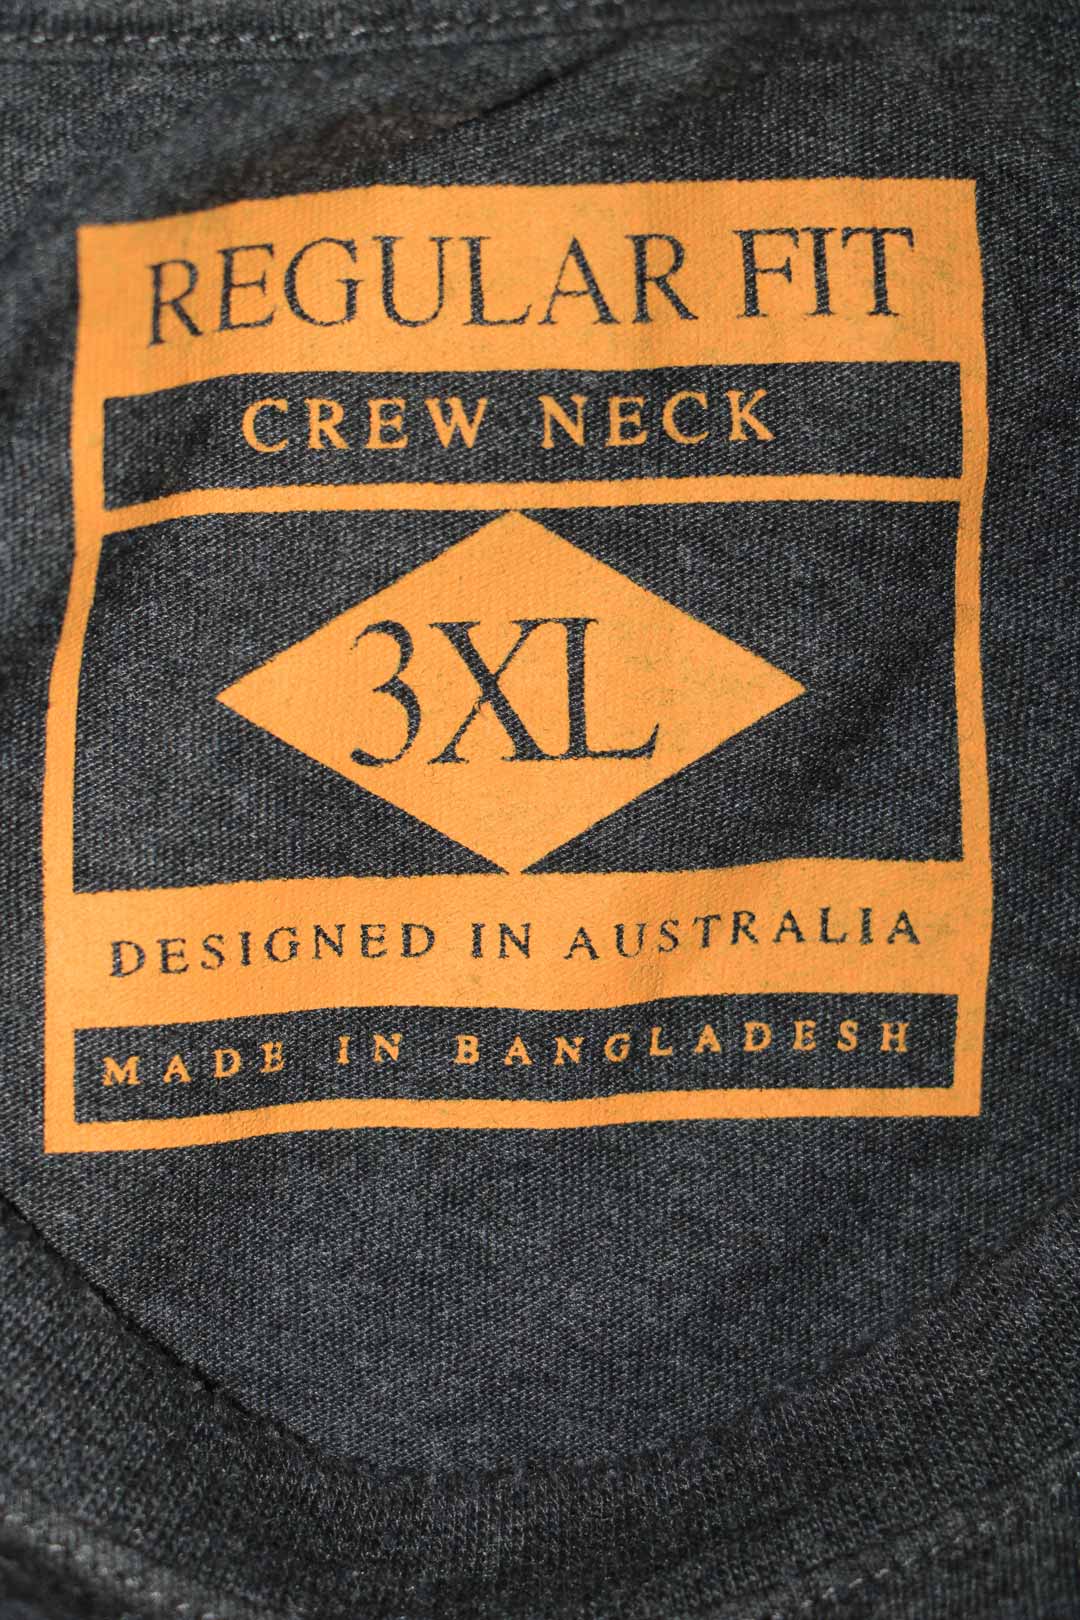 REGULAR FIT
CREW NECK
3XL
DESIGNED IN AUSTRALIA
MADE IN BANGLADESH